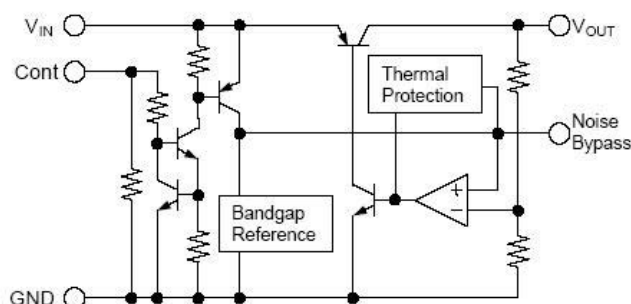 VIN
VOUT
Cont
Thermal
Protection
Noise
Bypass
+
−
Bandgap
Reference
GND